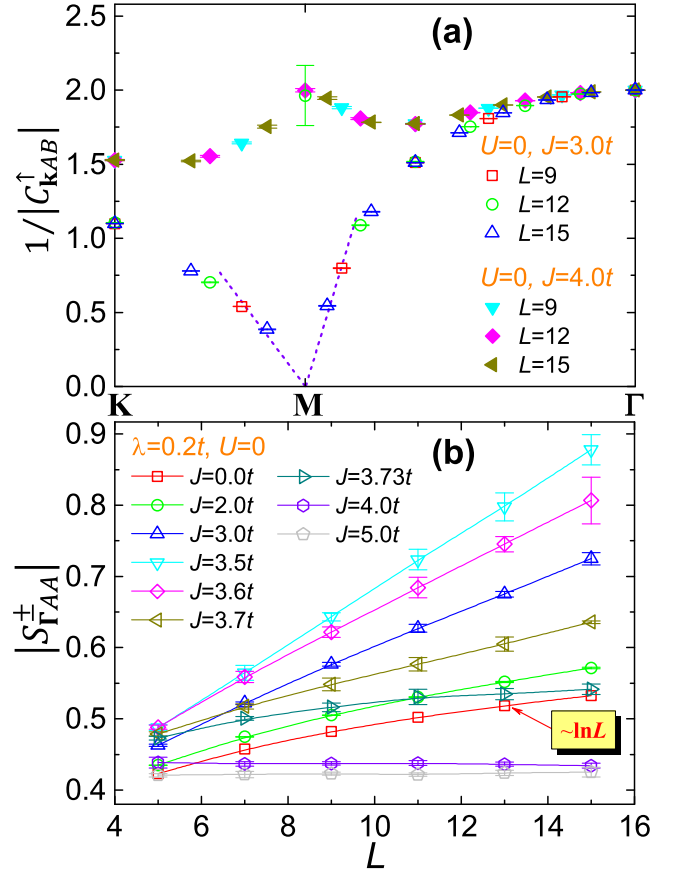 (a)
2.5
2.0
1.5
1.0
0.5
0.0
1/|C↑kAB|
U=0, J=3.0t
L=9
L=12
L=15
U=0, J=4.0t
L=9
L=12
L=15
K M Γ
(b)
0.9
0.8
0.7
0.6
0.5
0.4
|S±ΓAA|
λ=0.2t, U=0
J=0.0t J=3.73t
J=2.0t J=4.0t
J=3.0t J=5.0t
J=3.5t
J=3.6t
J=3.7t
~lnL
4 6 8 10 12 14 16
L